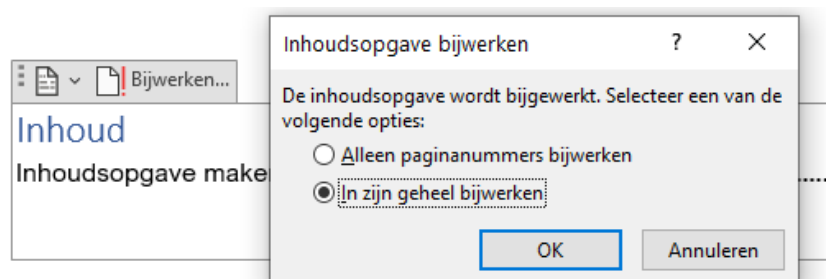 Inhoudsopgave bijwerken ? ×
Bijwerken...
De inhoudsopgave wordt bijgewerkt. Selecteer een van de
volgende opties:
Inhoud
Alleen paginanummers bijwerken
Inhoudsopgave make
In zijn geheel bijwerken
OK Annuleren